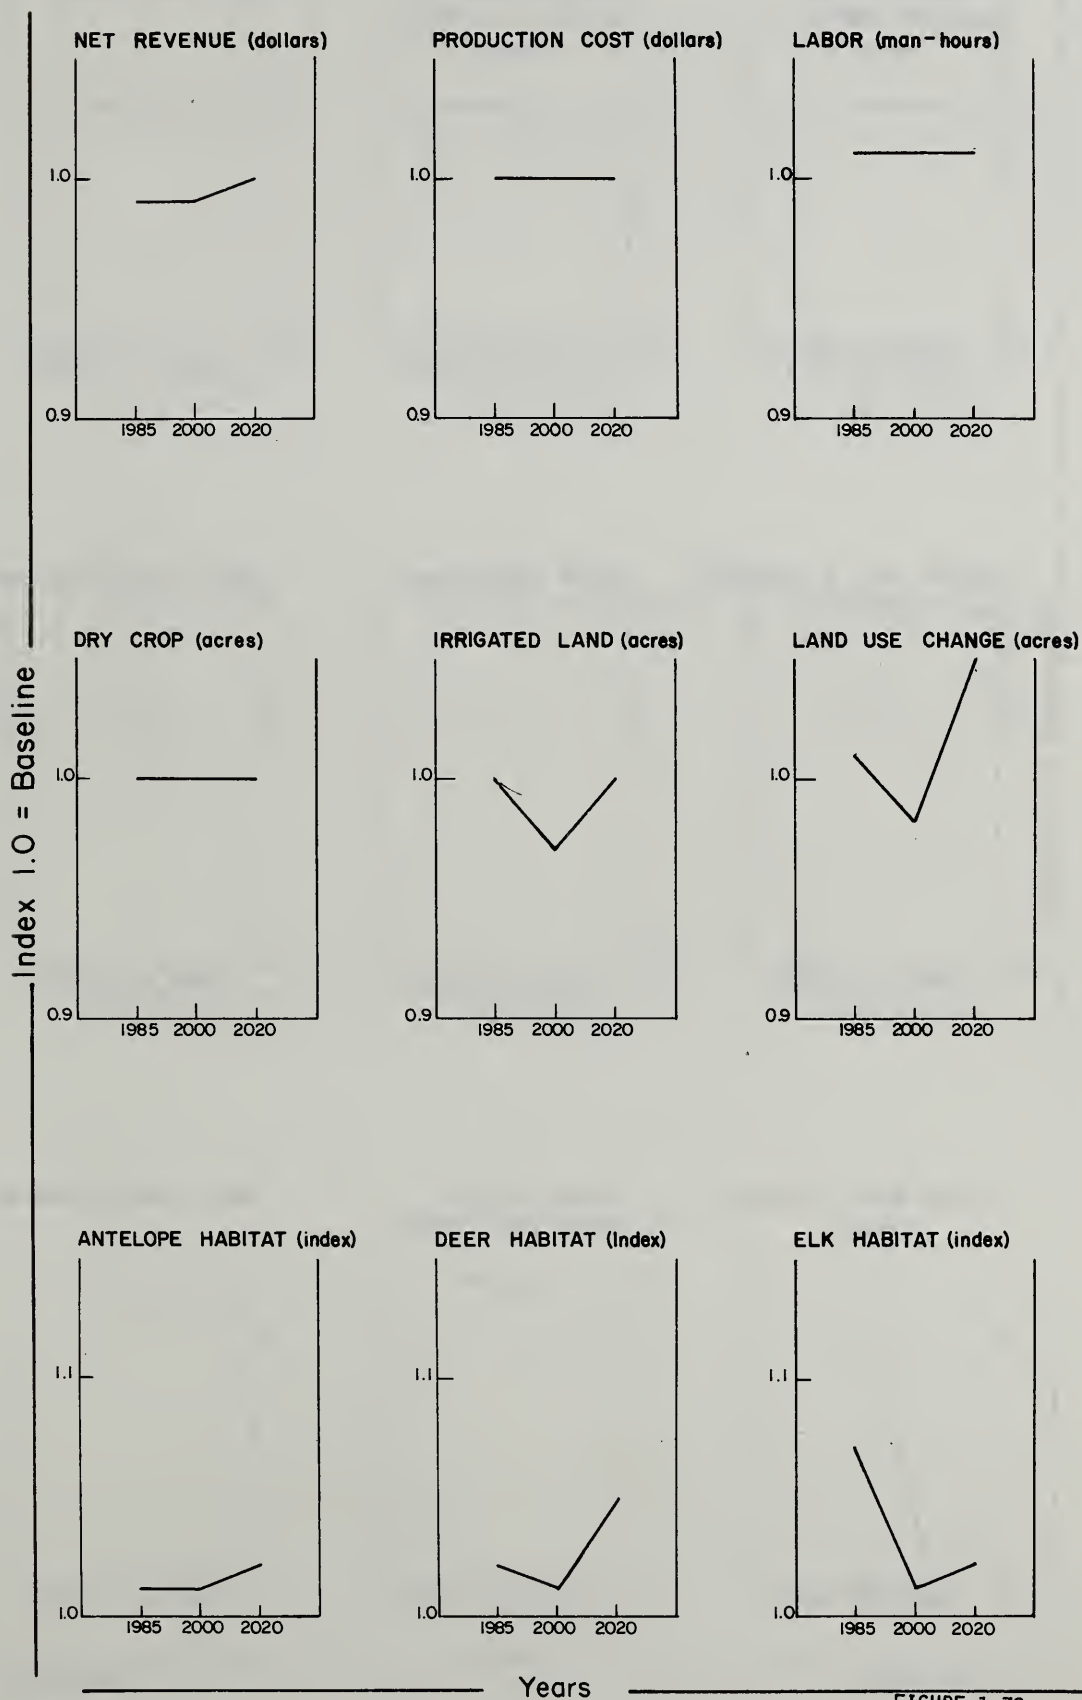 NET REVENUE (dollars)
PRODUCTION COST (dollars)
LABOR (man-hours)
1.0
0.9
1985 2000 2020
1.0
0.9
1985 2000 2020
1.0
0.9
1985 2000 2020
Index 1.0 = Baseline
DRY CROP (acres)
IRRIGATED LAND (acres)
LAND USE CHANGE (acres)
1.0
0.9
1985 2000 2020
1.0
0.9
1985 2000 2020
1.0
0.9
1985 2000 2020
ANTELOPE HABITAT (index)
DEER HABITAT (Index)
ELK HABITAT (index)
1.1
1.0
1985 2000 2020
1.1
1.0
1985 2000 2020
1.1
1.0
1985 2000 2020
Years